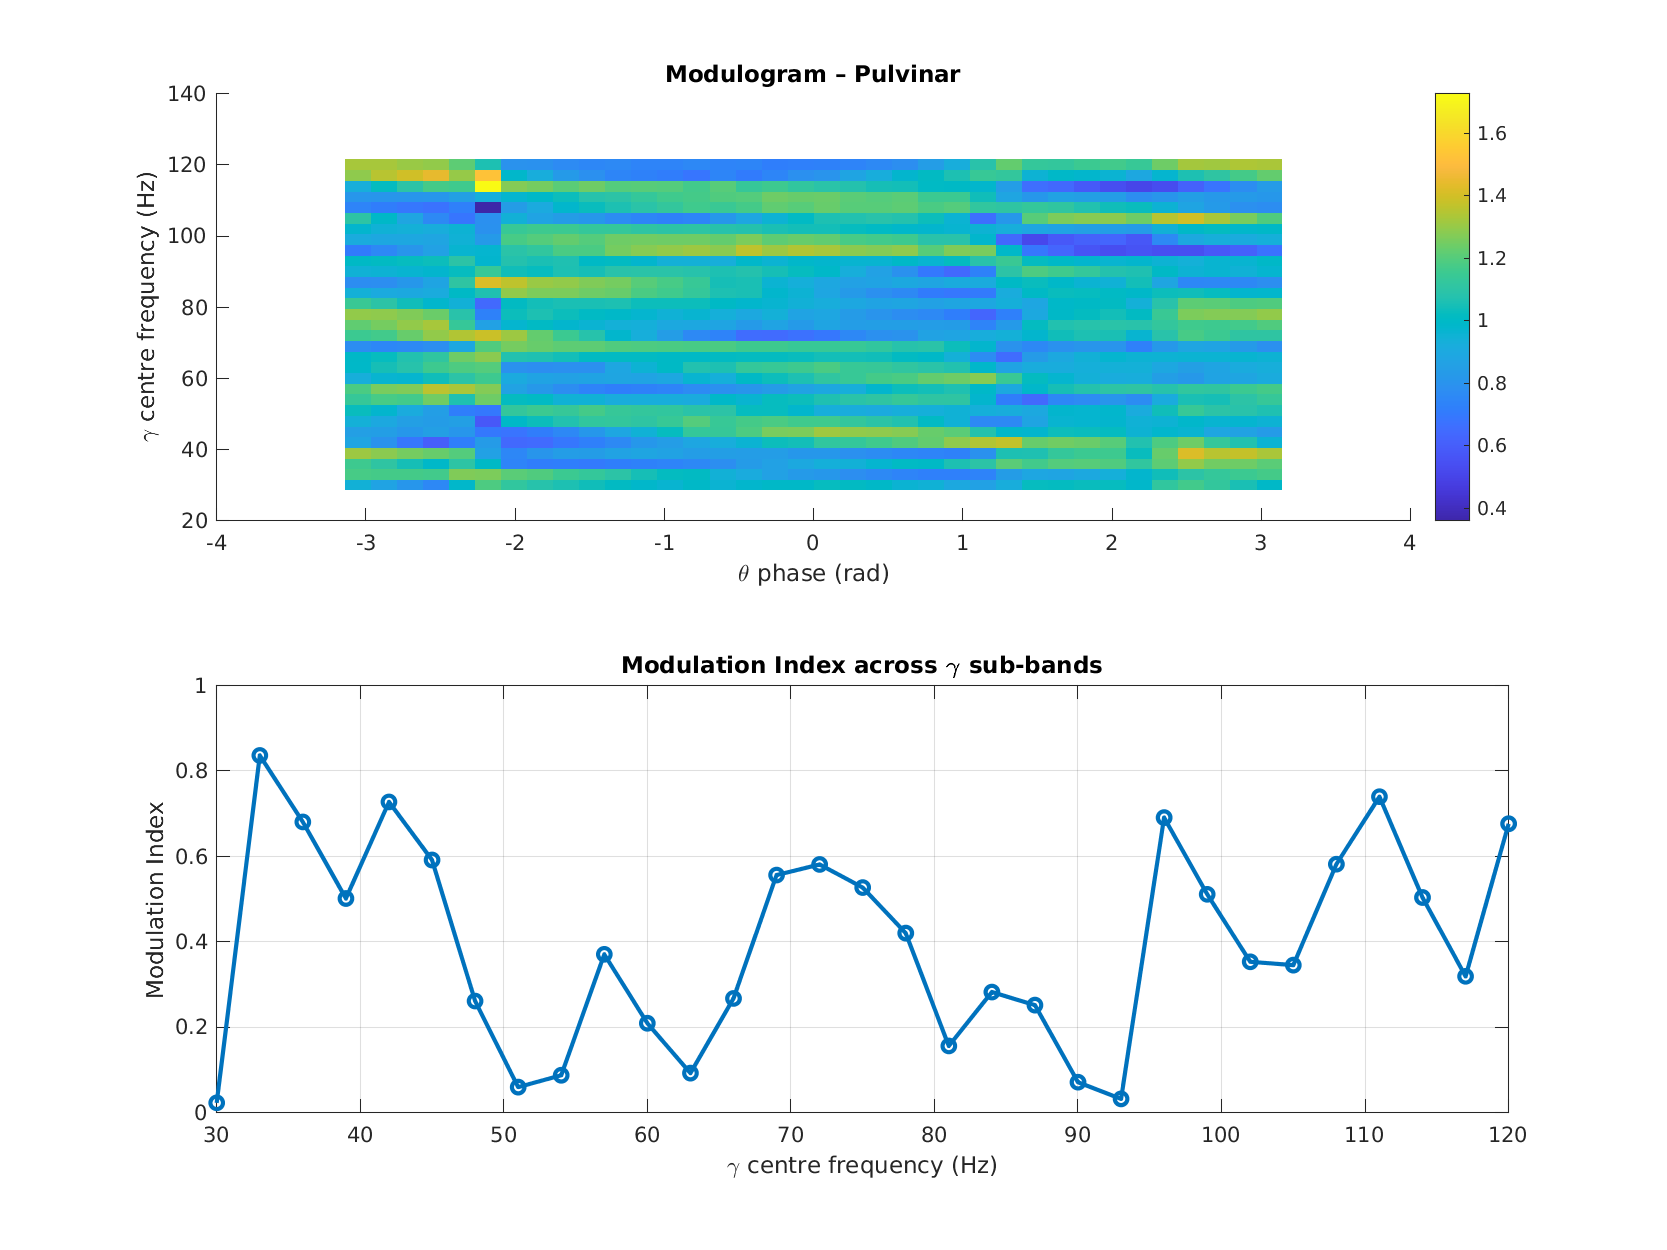 Modulogram – Pulvinar
140
120
100
80
60
40
20
γ centre frequency (Hz)
-4 -3 -2 -1 0 1 2 3 4
θ phase (rad)
1.6
1.4
1.2
1
0.8
0.6
0.4
Modulation Index across γ sub-bands
1
0.8
0.6
0.4
0.2
0
Modulation Index
30 40 50 60 70 80 90 100 110 120
γ centre frequency (Hz)